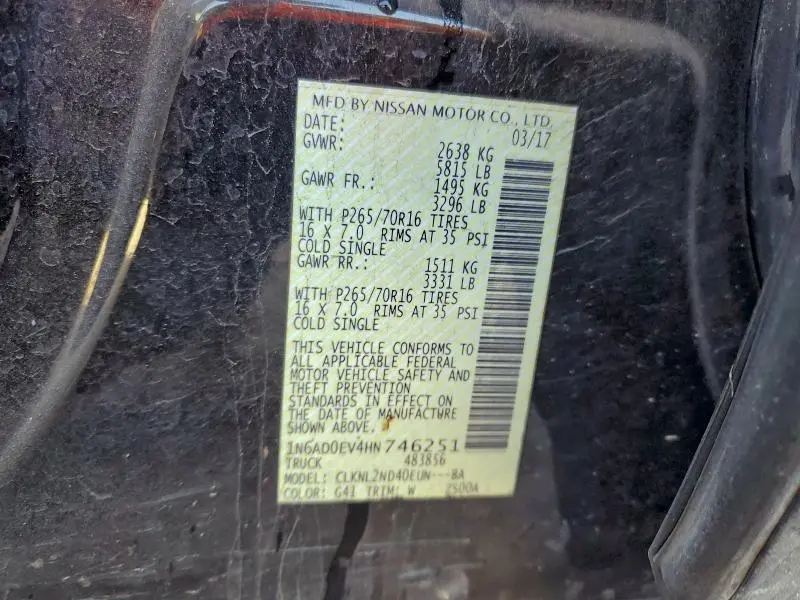 MFD BY NISSAN MOTOR CO., LTD.
DATE: 03/17
GVWR: 2638 KG
5815 LB
GAWR FR.: 1495 KG
3296 LB
WITH P265/70R16 TIRES
16 X 7.0 RIMS AT 35 PSI
COLD SINGLE
GAWR RR.: 1511 KG
3331 LB
WITH P265/70R16 TIRES
16 X 7.0 RIMS AT 35 PSI
COLD SINGLE
THIS VEHICLE CONFORMS TO
ALL APPLICABLE FEDERAL
MOTOR VEHICLE SAFETY AND
THEFT PREVENTION
STANDARDS IN EFFECT ON
THE DATE OF MANUFACTURE
SHOWN ABOVE.
1N6AD0EV4HN746251
TRUCK 483856
MODEL: CLKNL2ND40EUN---BA
COLOR: G41 TRIM: W 2S00A